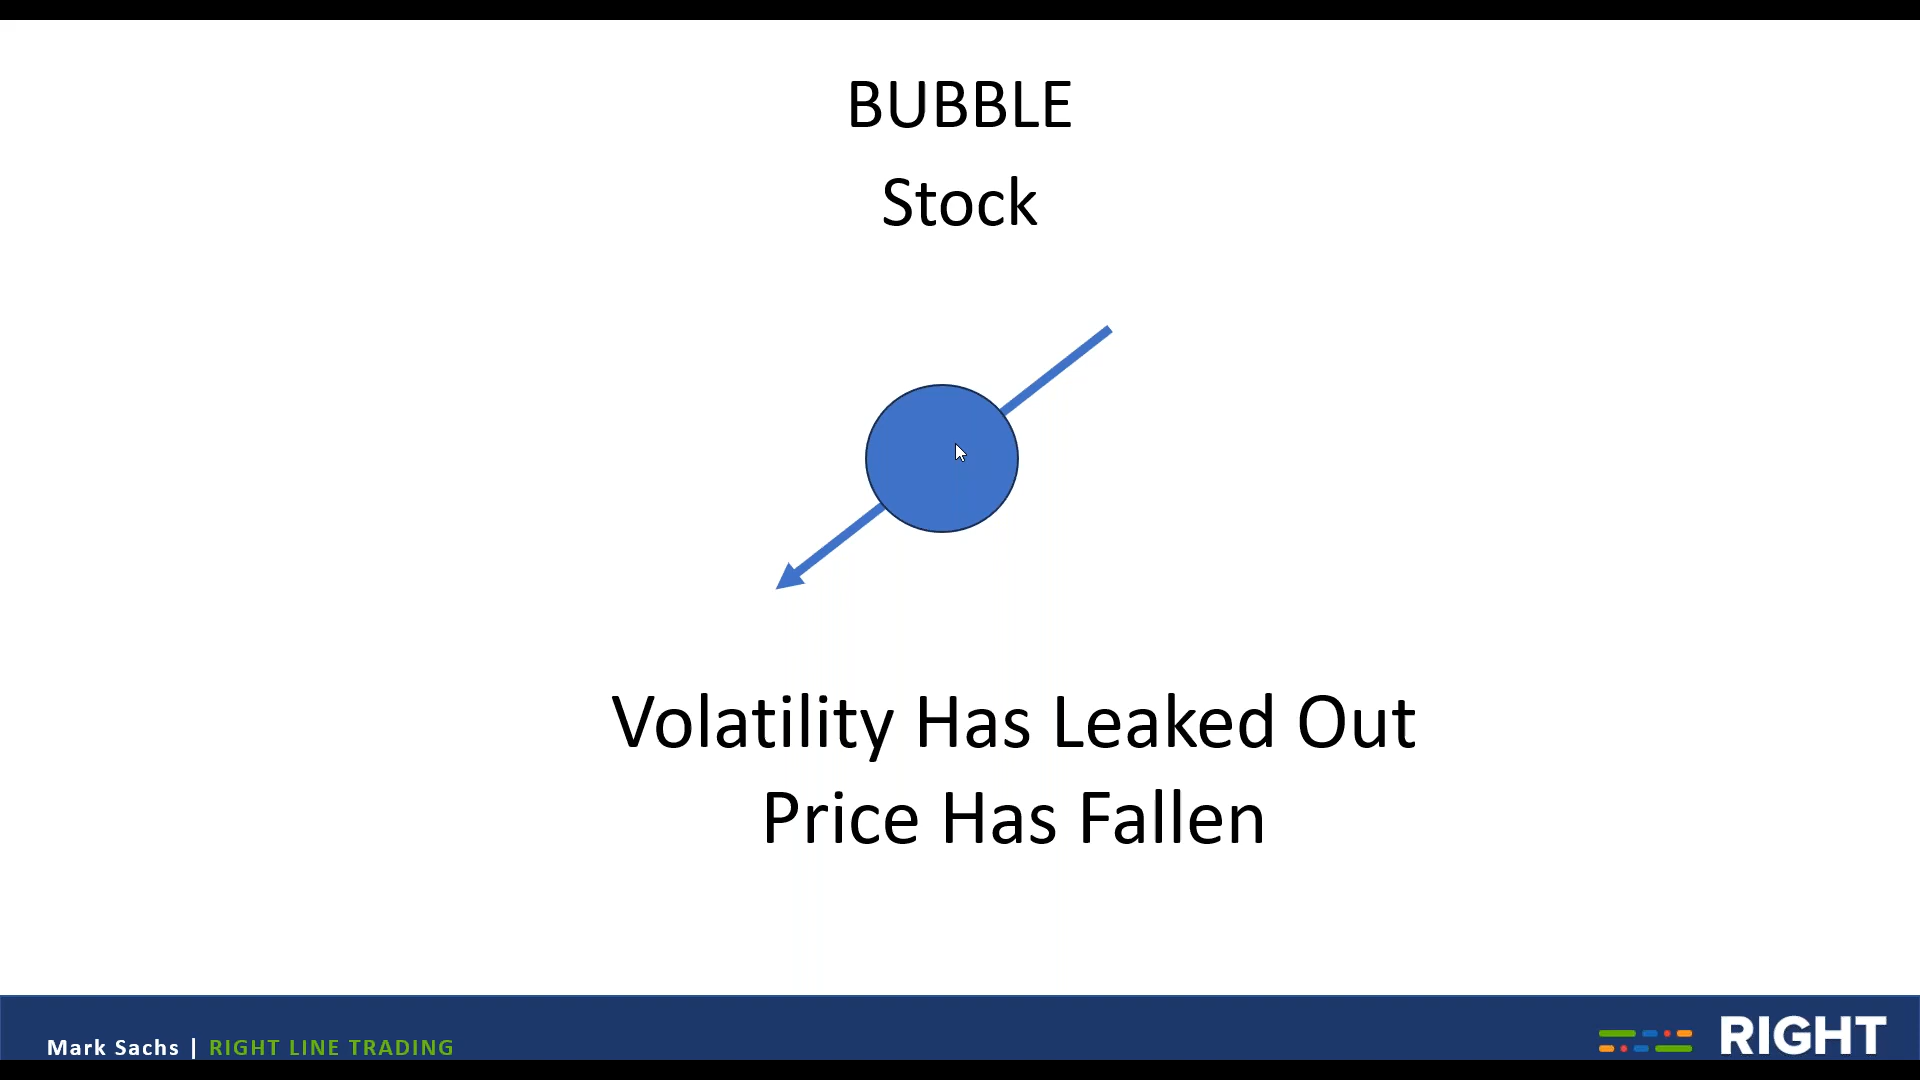 BUBBLE
Stock
Volatility Has Leaked Out
Price Has Fallen
Mark Sachs | RIGHT LINE TRADING
RIGHT